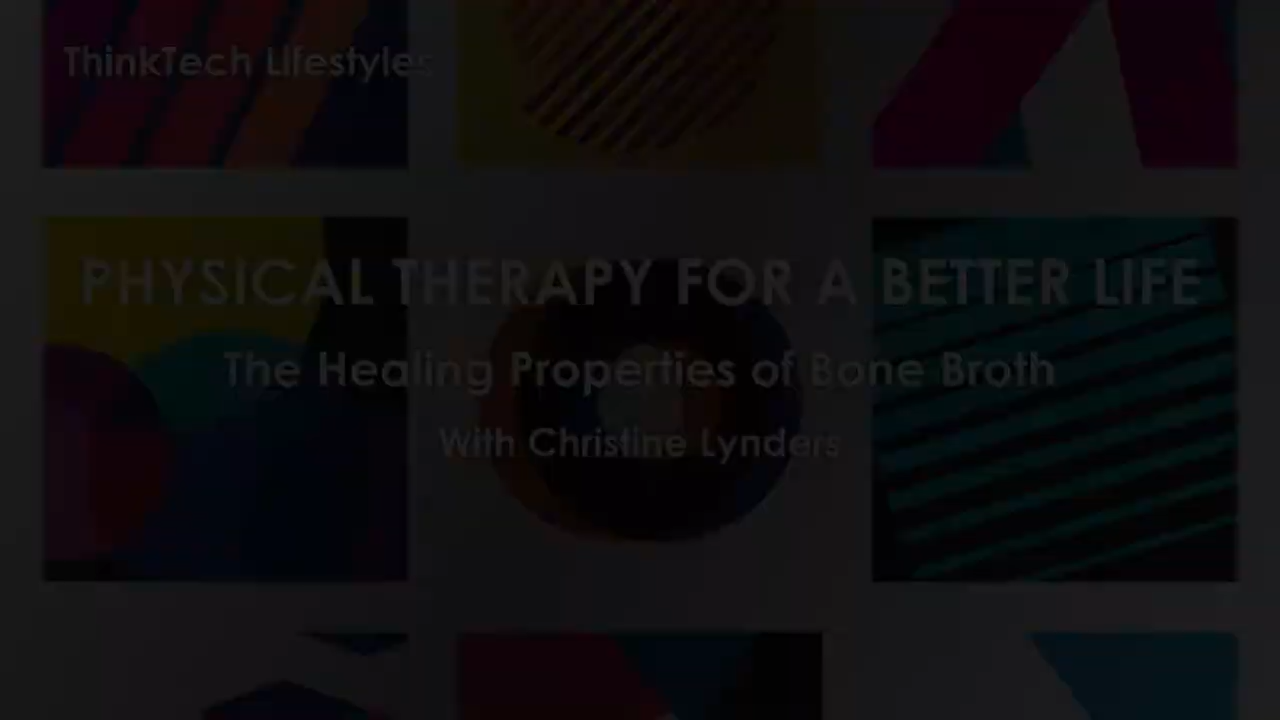 ThinkTech Lifestyles
PHYSICAL THERAPY FOR A BETTER LIFE
The Healing Properties of Bone Broth
With Christine Lynders